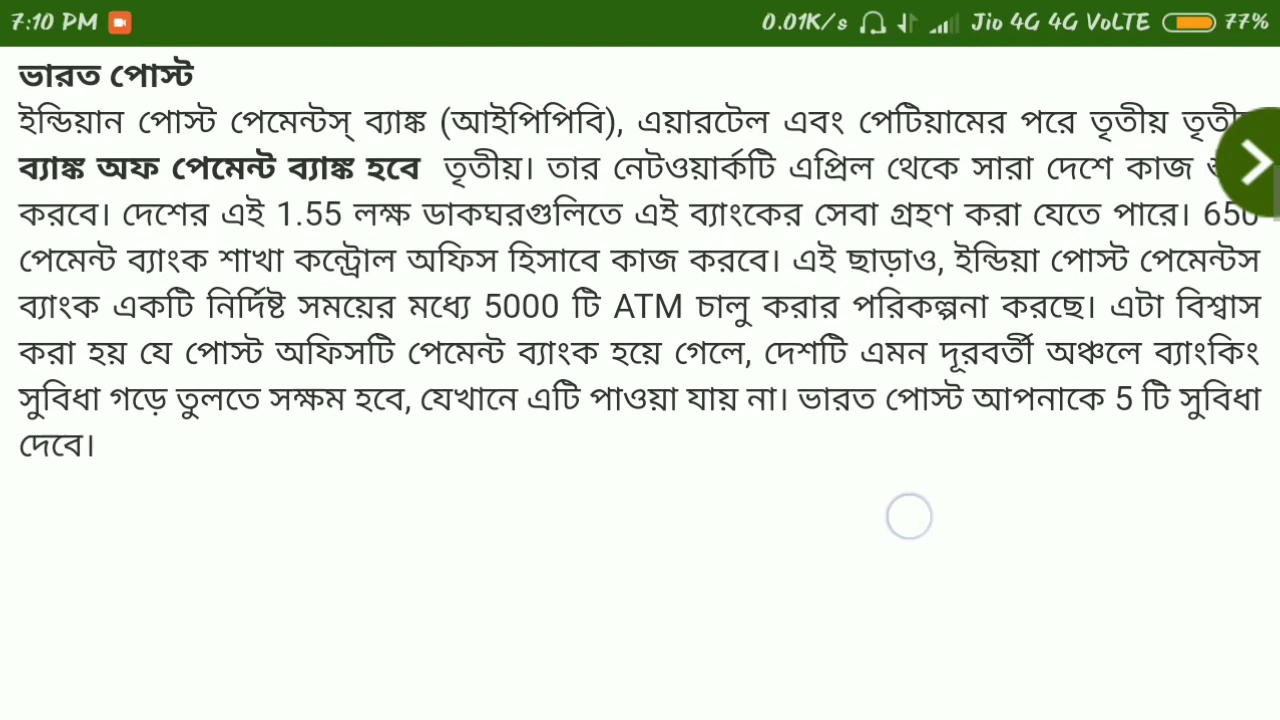 7:10 PM 0.01K/s Jio 4G 4G VoLTE 77%
ভারত পোস্ট
ইন্ডিয়ান পোস্ট পেমেন্টস্ ব্যাঙ্ক (আইপিপিবি), এয়ারটেল এবং পেটিয়ামের পরে তৃতীয়
ব্যাঙ্ক অফ পেমেন্ট ব্যাঙ্ক হবে তৃতীয়। তার নেটওয়ার্কটি এপ্রিল থেকে সারা দেশে কাজ
করবে। দেশের এই 1.55 লক্ষ ডাকঘরগুলিতে এই ব্যাংকের সেবা গ্রহণ করা যেতে পারে। 650
পেমেন্ট ব্যাংক শাখা কন্ট্রোল অফিস হিসাবে কাজ করবে। এই ছাড়াও, ইন্ডিয়া পোস্ট পেমেন্টস
ব্যাংক একটি নির্দিষ্ট সময়ের মধ্যে 5000 টি ATM চালু করার পরিকল্পনা করছে। এটা বিশ্বাস
করা হয় যে পোস্ট অফিসটি পেমেন্ট ব্যাংক হয়ে গেলে, দেশটি এমন দূরবর্তী অঞ্চলে ব্যাংকিং
সুবিধা গড়ে তুলতে সক্ষম হবে, যেখানে এটি পাওয়া যায় না। ভারত পোস্ট আপনাকে 5 টি সুবিধা
দেবে।